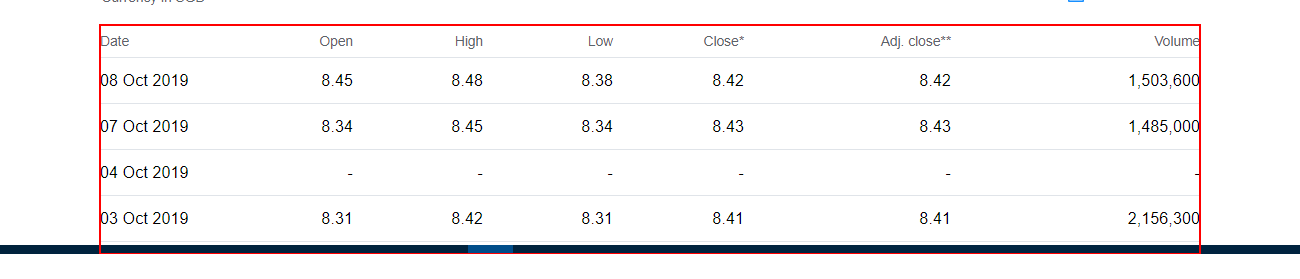 Date Open High Low Close* Adj. close** Volume
08 Oct 2019 8.45 8.48 8.38 8.42 8.42 1,503,600
07 Oct 2019 8.34 8.45 8.34 8.43 8.43 1,485,000
04 Oct 2019 - - - - - -
03 Oct 2019 8.31 8.42 8.31 8.41 8.41 2,156,300